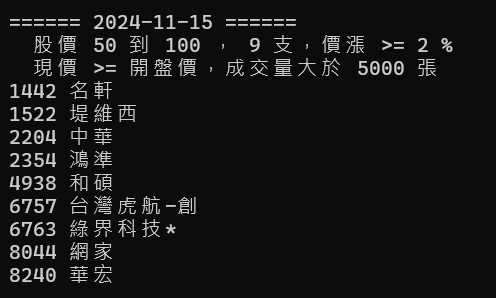 ====== 2024-11-15 ======
股價 50 到 100 , 9 支,價漲 >= 2 %
現價 >= 開盤價,成交量大於 5000 張
1442 名軒
1522 堤維西
2204 中華
2354 鴻準
4938 和碩
6757 台灣虎航-創
6763 綠界科技*
8044 網家
8240 華宏